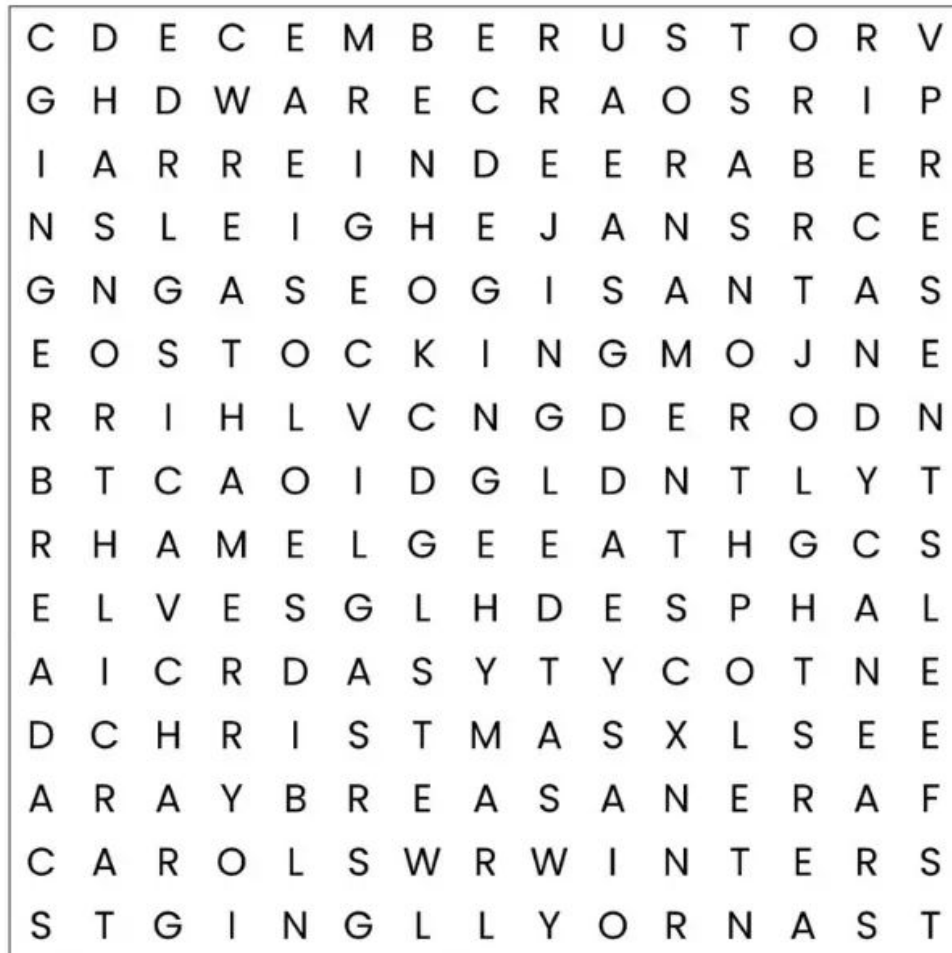 C D E C E M B E R U S T O R V
G H D W A R E C R A O S R I P
I A R R E I N D E E R A B E R
N S L E I G H E J A N S R C E
G N G A S E O G I S A N T A S
E O S T O C K I N G M O J N E
R R I H L V C N G D E R O D N
B T C A O I D G L D N T L Y T
R H A M E L G E E A T H G C S
E L V E S G L H D E S P H A L
A I C R D A S Y T Y C O T N E
D C H R I S T M A S X L S E E
A R A Y B R E A S A N E R A F
C A R O L S W R W I N T E R S
S T G I N G L L Y O R N A S T